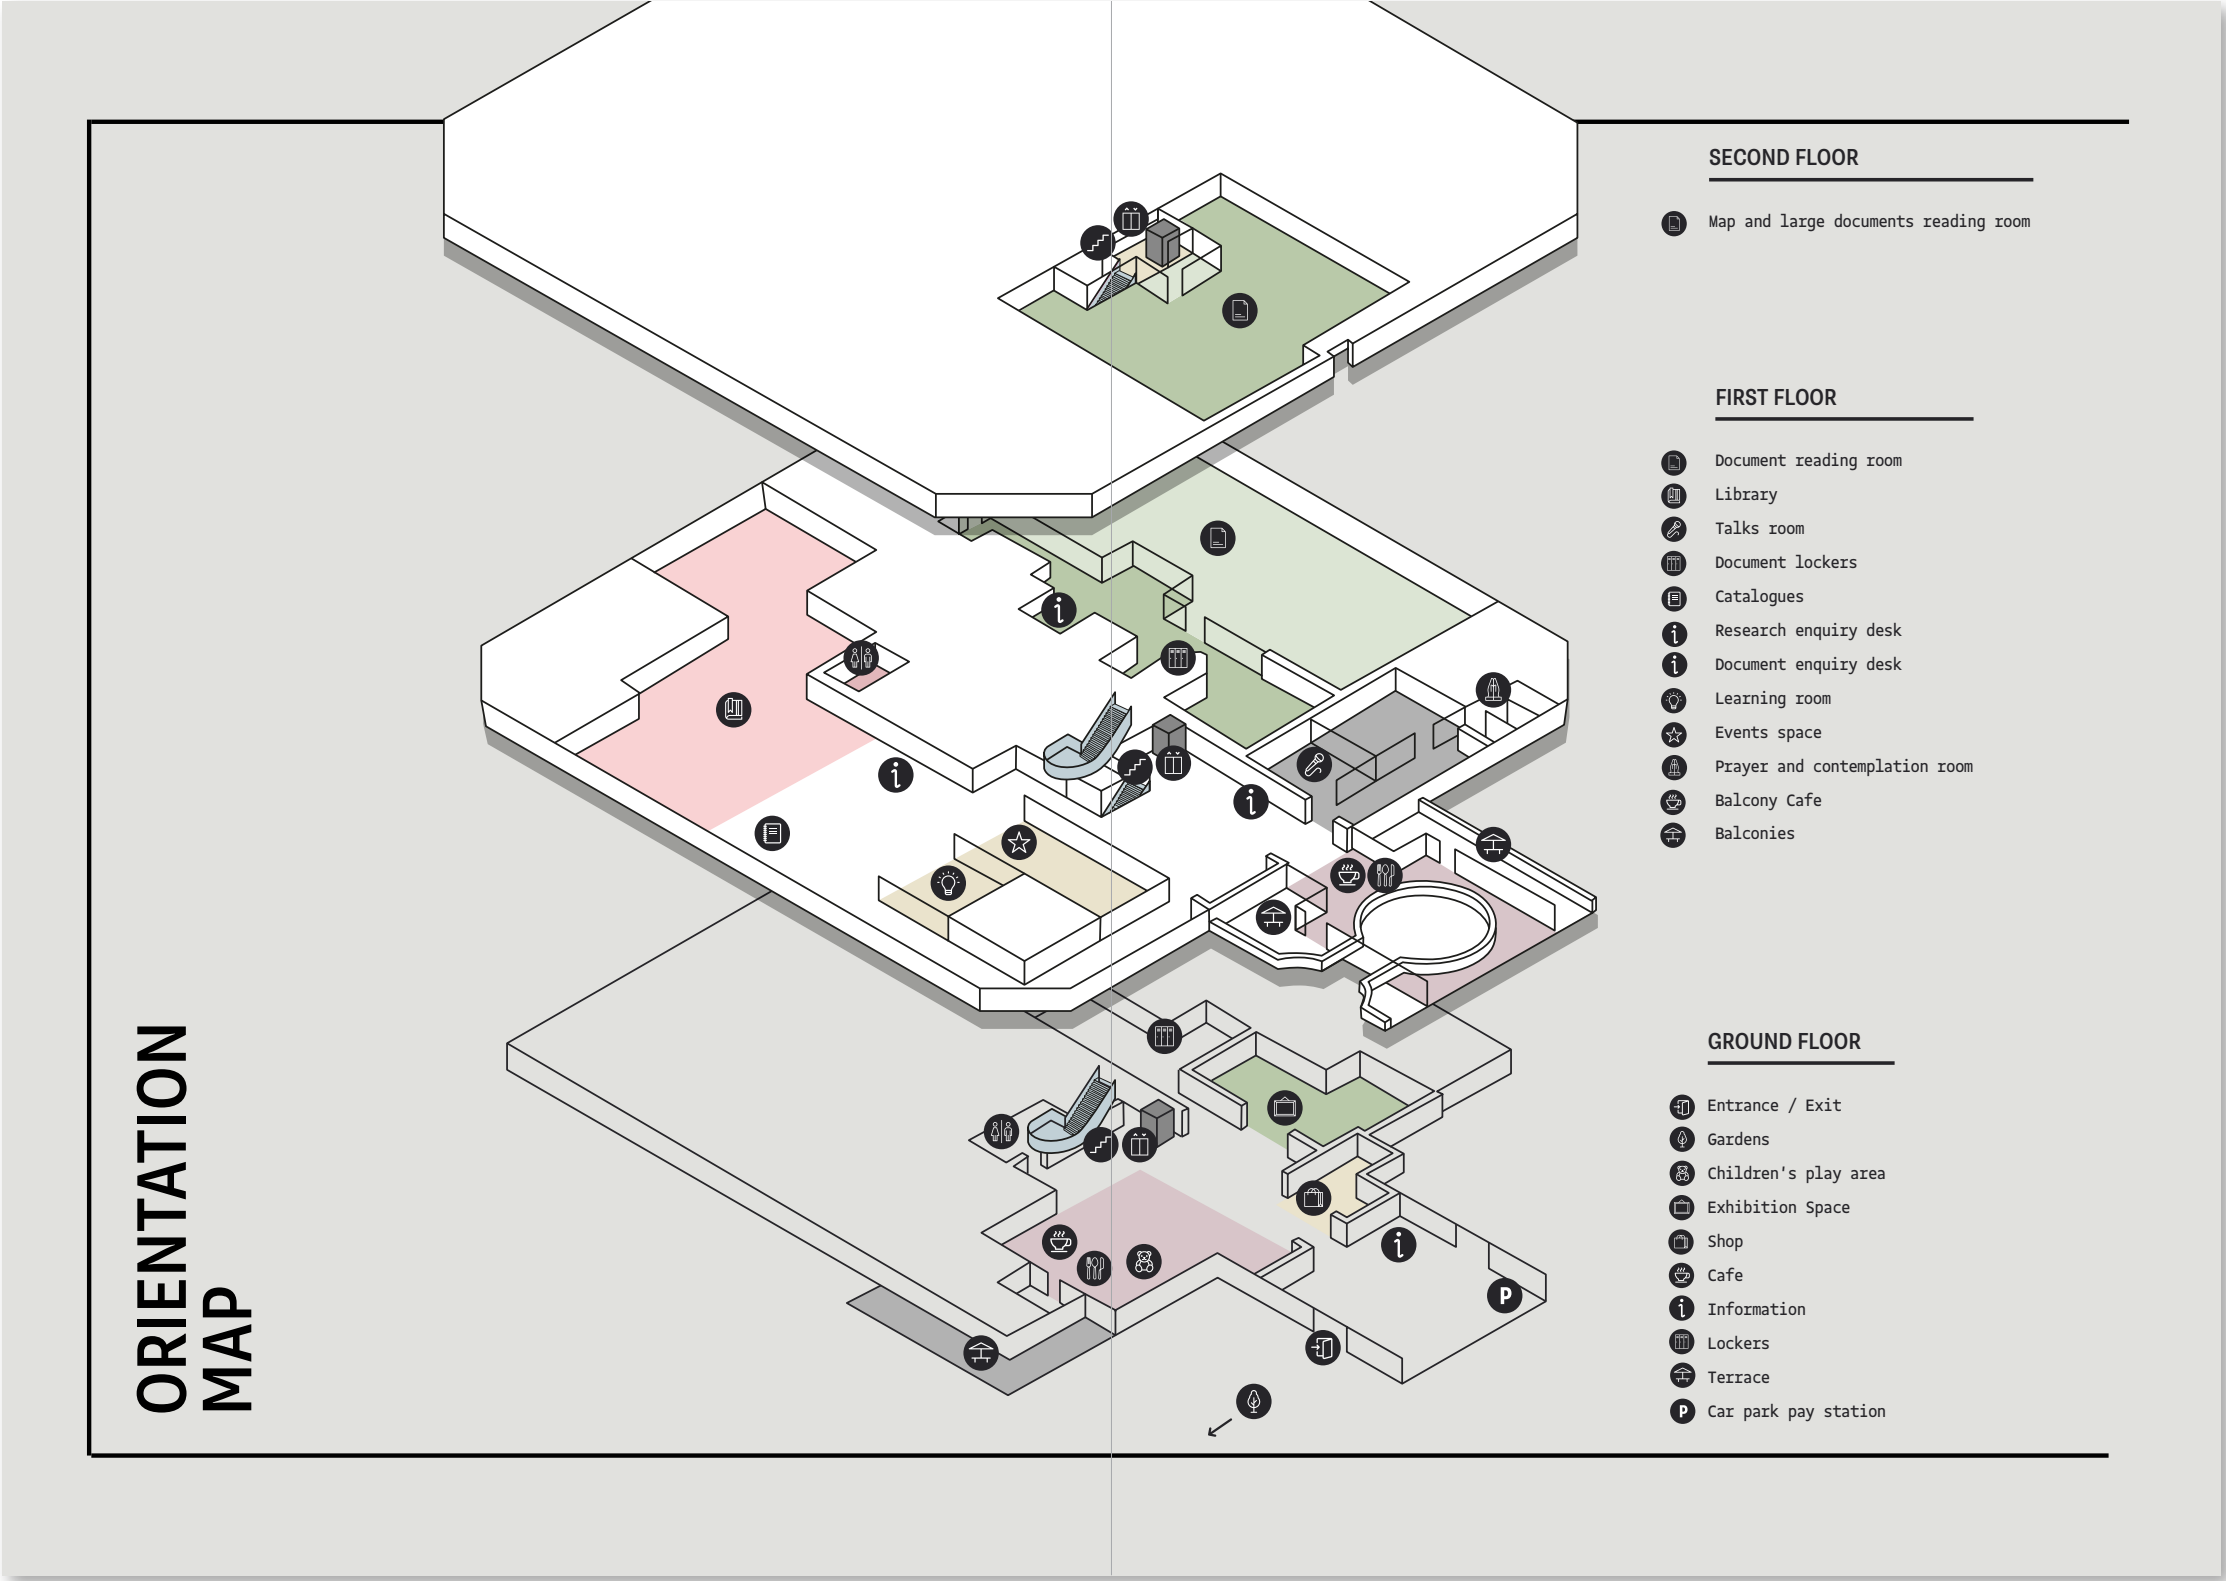 ORIENTATION
MAP
SECOND FLOOR
Map and large documents reading room
FIRST FLOOR
Document reading room
Library
Talks room
Document lockers
Catalogues
Research enquiry desk
Document enquiry desk
Learning room
Events space
Prayer and contemplation room
Balcony Cafe
Balconies
GROUND FLOOR
Entrance / Exit
Gardens
Children's play area
Exhibition Space
Shop
Cafe
Information
Lockers
Terrace
P Car park pay station
i
i
i
i
P